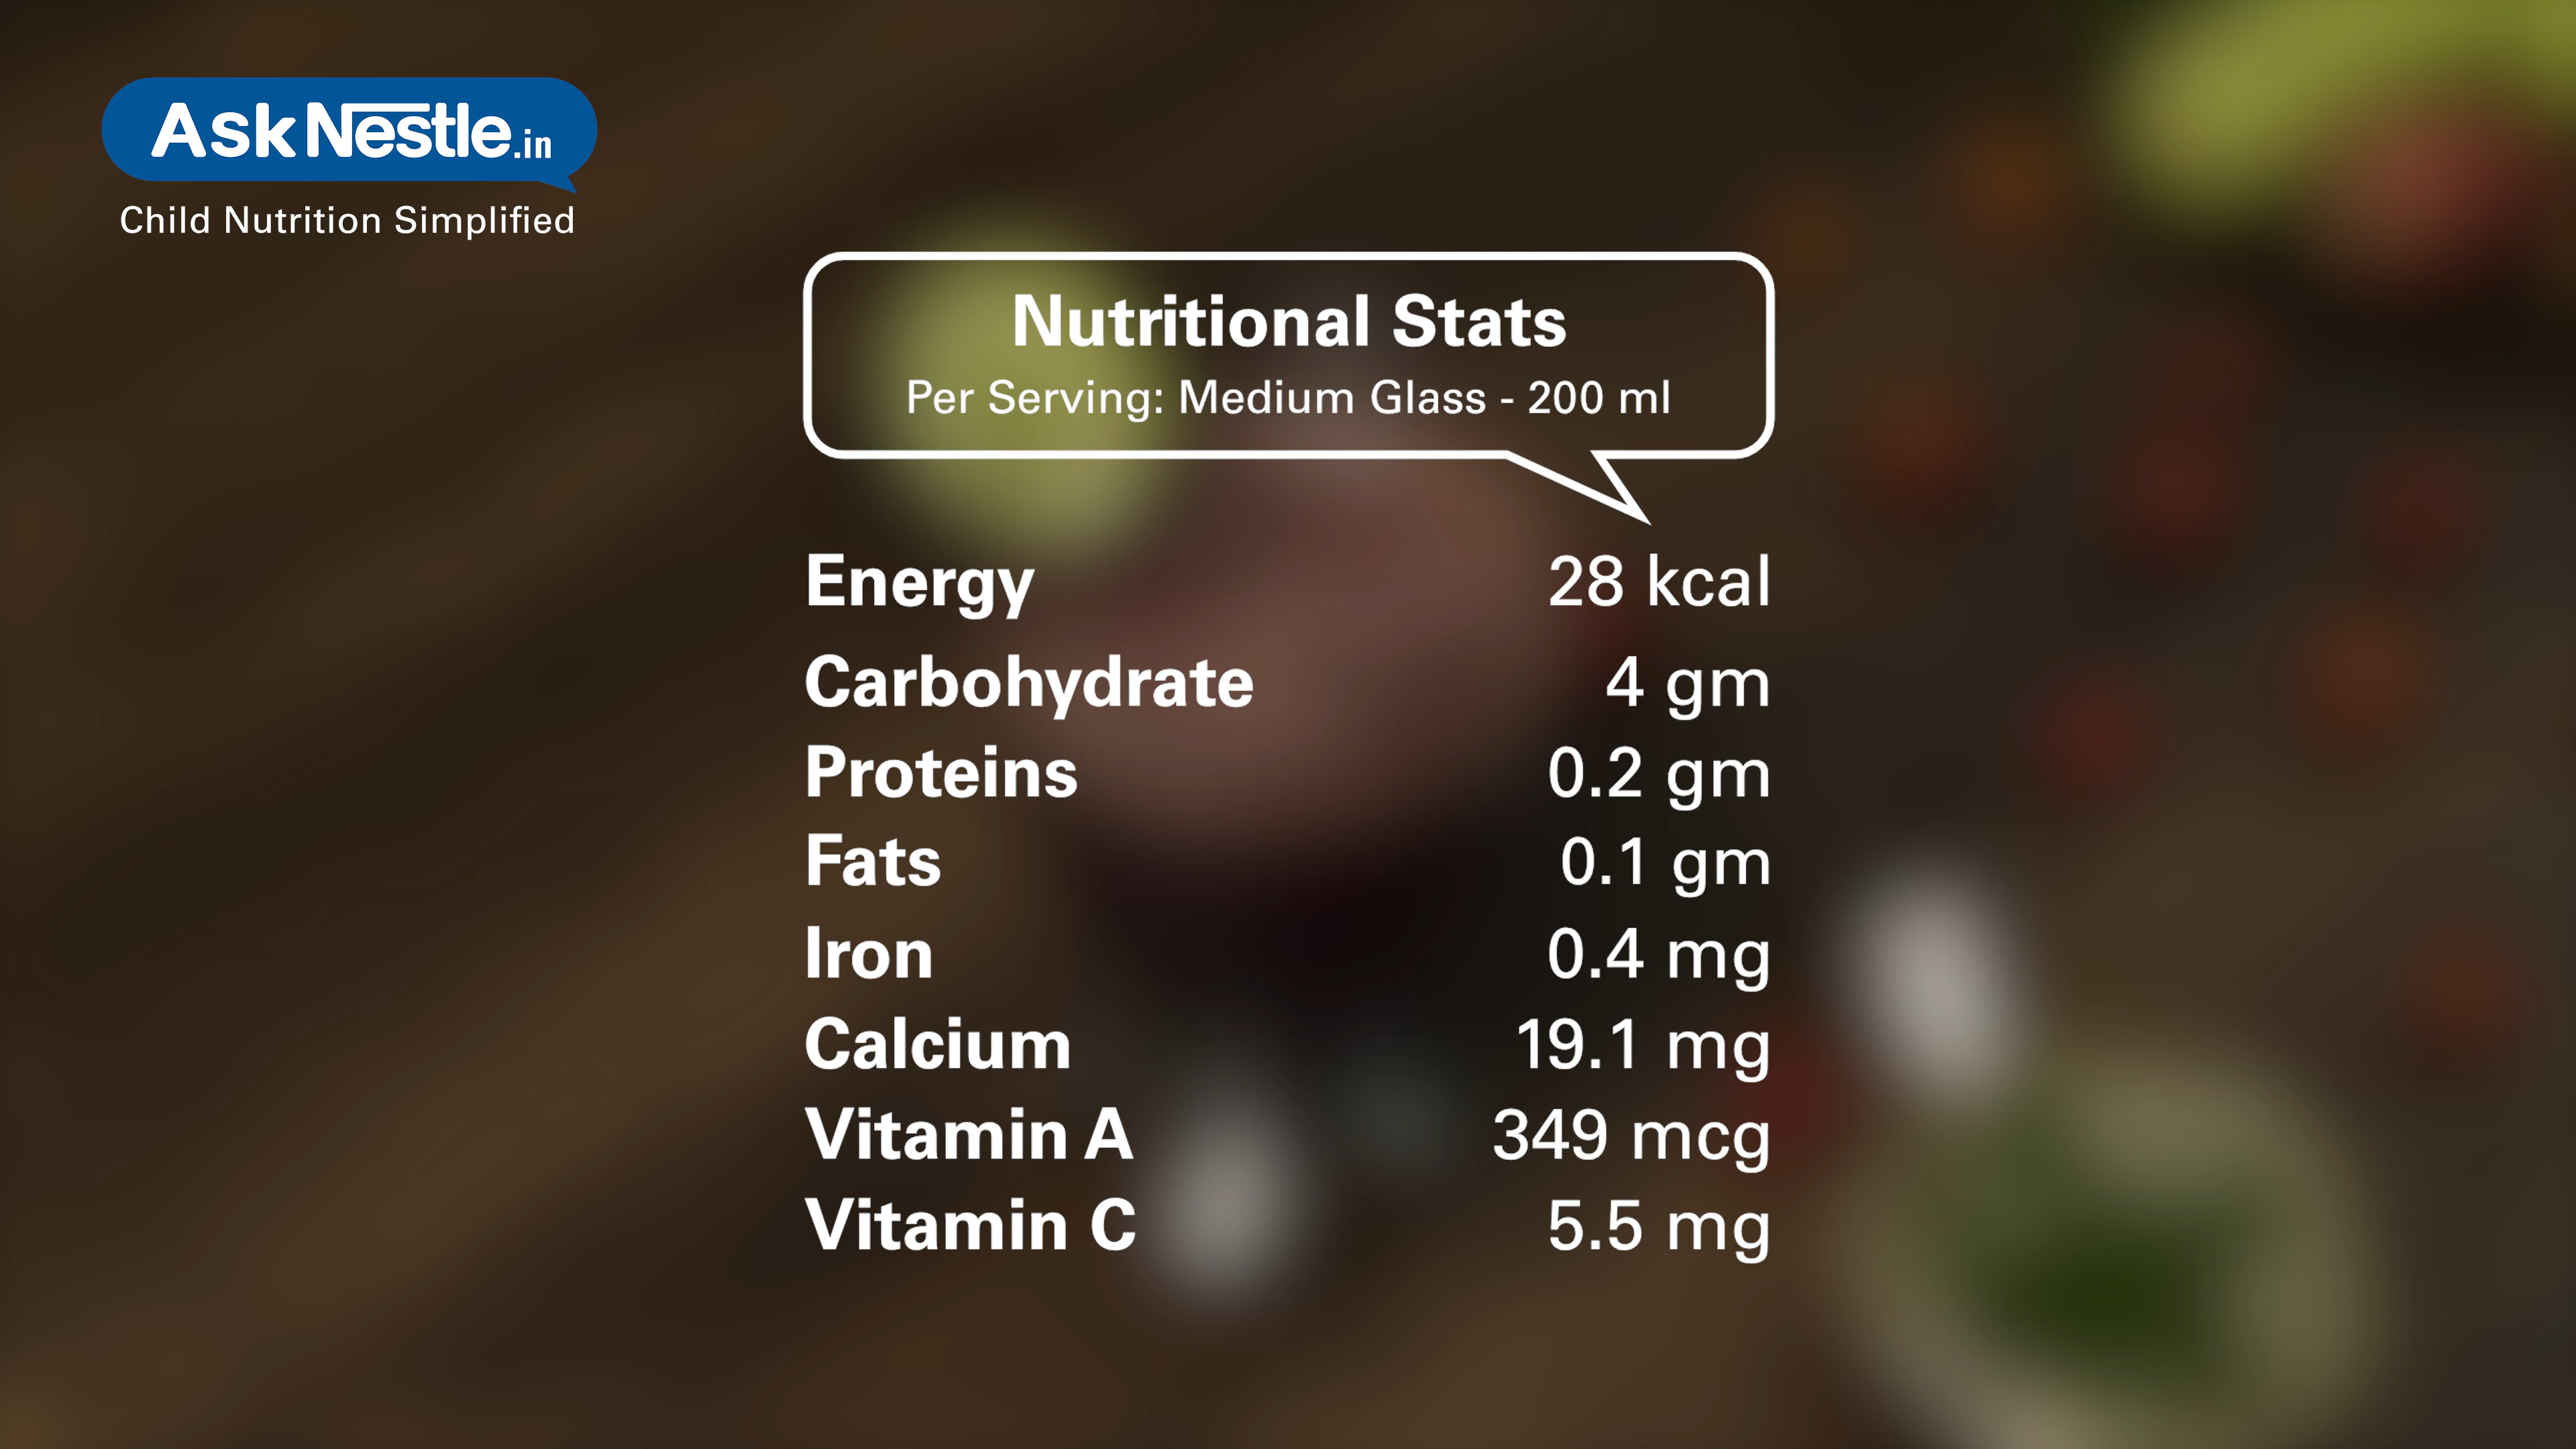 AskNestle.in
Child Nutrition Simplified
Nutritional Stats
Per Serving: Medium Glass - 200 ml
Energy 28 kcal
Carbohydrate 4 gm
Proteins 0.2 gm
Fats 0.1 gm
Iron 0.4 mg
Calcium 19.1 mg
Vitamin A 349 mcg
Vitamin C 5.5 mg